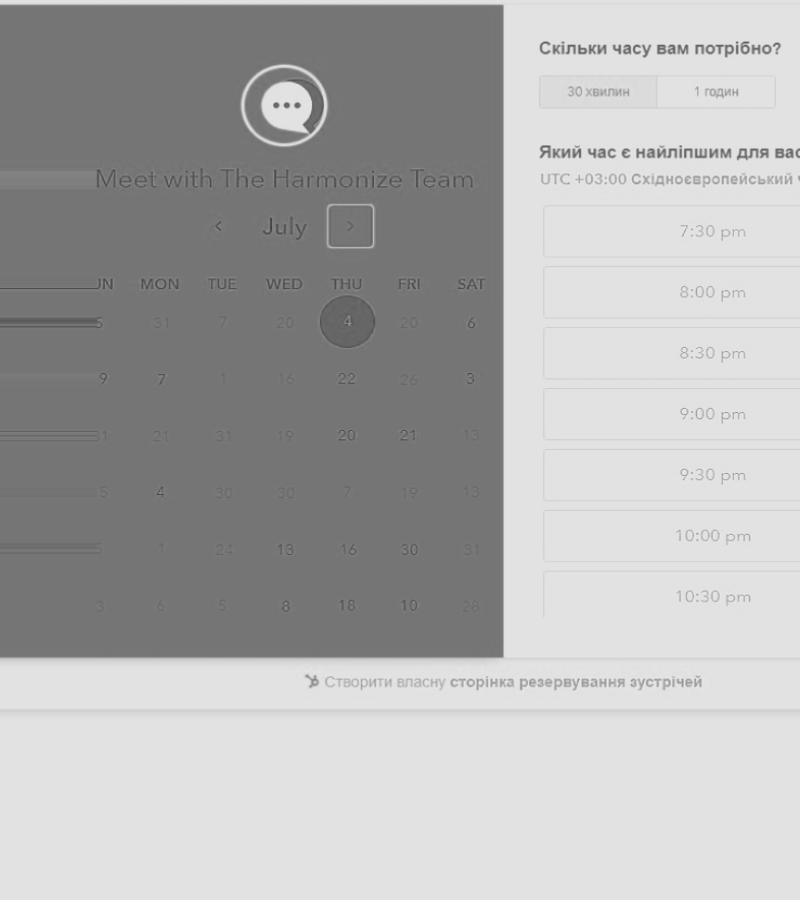 Meet with The Harmonize Team
July
UN MON TUE WED THU FRI SAT
5 31 7 20 4 20 6
9 7 1 16 22 26 3
31 21 31 19 20 21 13
5 4 30 30 7 19 13
1 24 13 16 30 31
3 6 5 8 18 10 28
Скільки часу вам потрібно?
30 хвилин 1 годин
Який час є найліпшим для вас
UTC +03:00 Східноєвропейський ч
7:30 pm
8:00 pm
8:30 pm
9:00 pm
9:30 pm
10:00 pm
10:30 pm
Створити власну сторінка резервування зустрічей